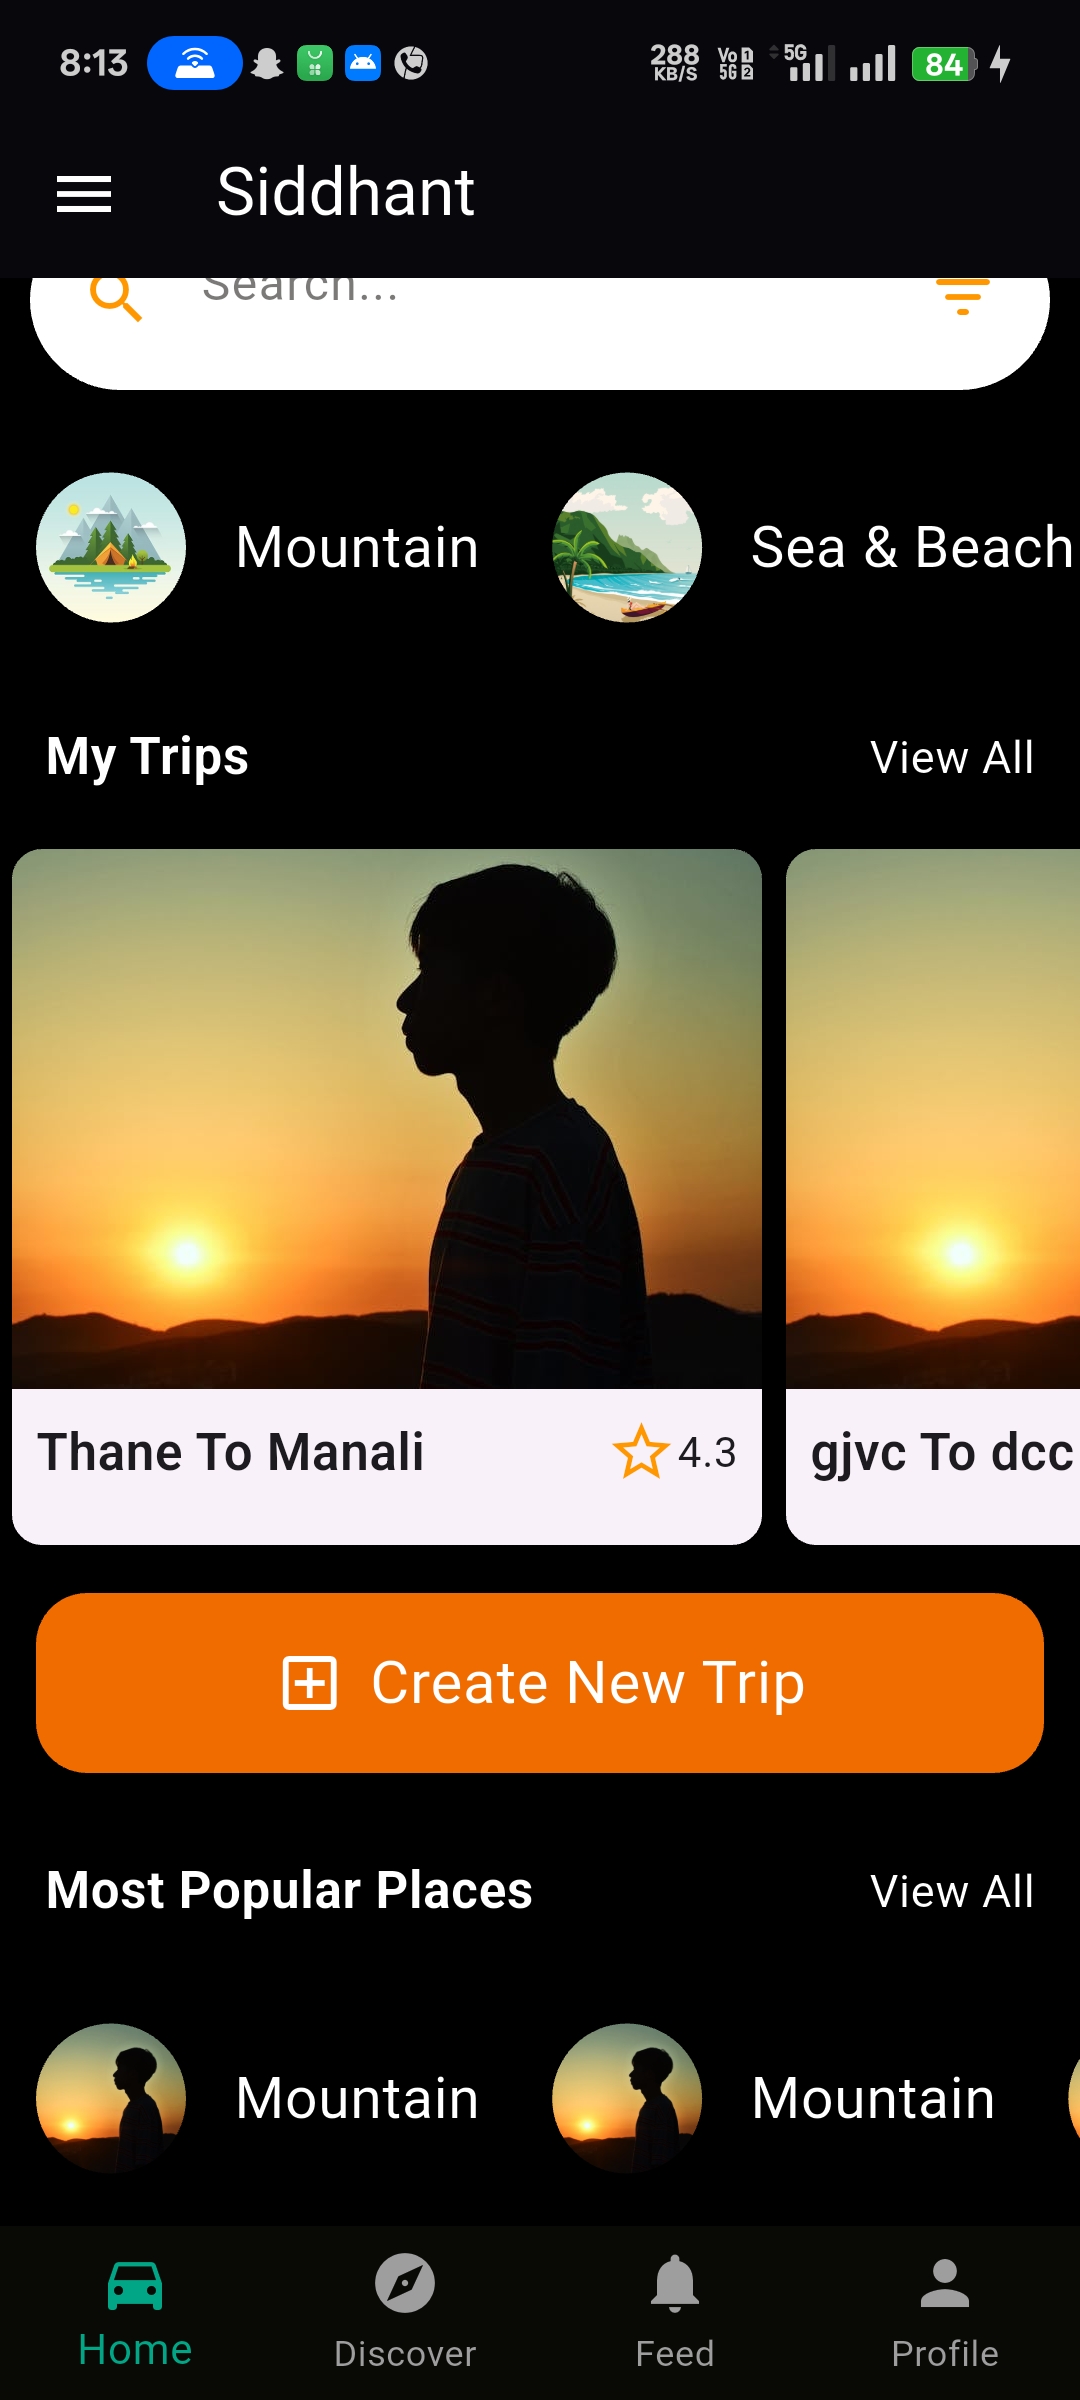 8:13 288 KB/S Vo 1 5G 2 5G 84
Siddhant
Search...
Mountain Sea & Beach
My Trips View All
Thane To Manali 4.3 gjvc To dcc
Create New Trip
Most Popular Places View All
Mountain Mountain
Home Discover Feed Profile